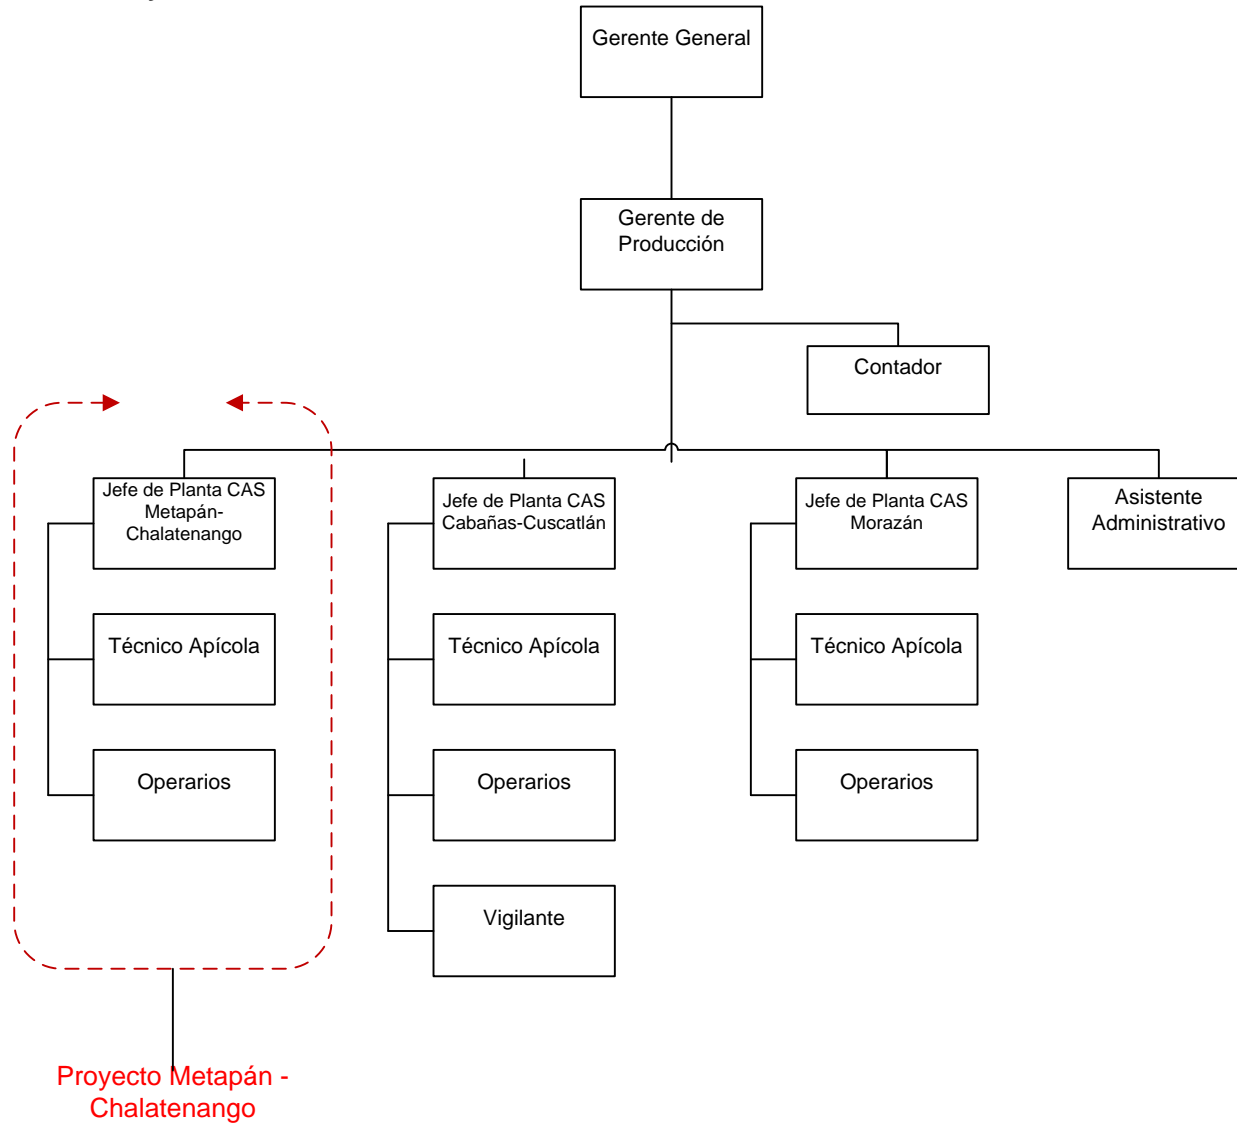 Gerente General
Gerente de
Producción
Contador
Jefe de Planta CAS
Metapán-
Chalatenango
Jefe de Planta CAS
Cabañas-Cuscatlán
Jefe de Planta CAS
Morazán
Asistente
Administrativo
Técnico Apícola
Técnico Apícola
Técnico Apícola
Operarios
Operarios
Operarios
Vigilante
Proyecto Metapán -
Chalatenango